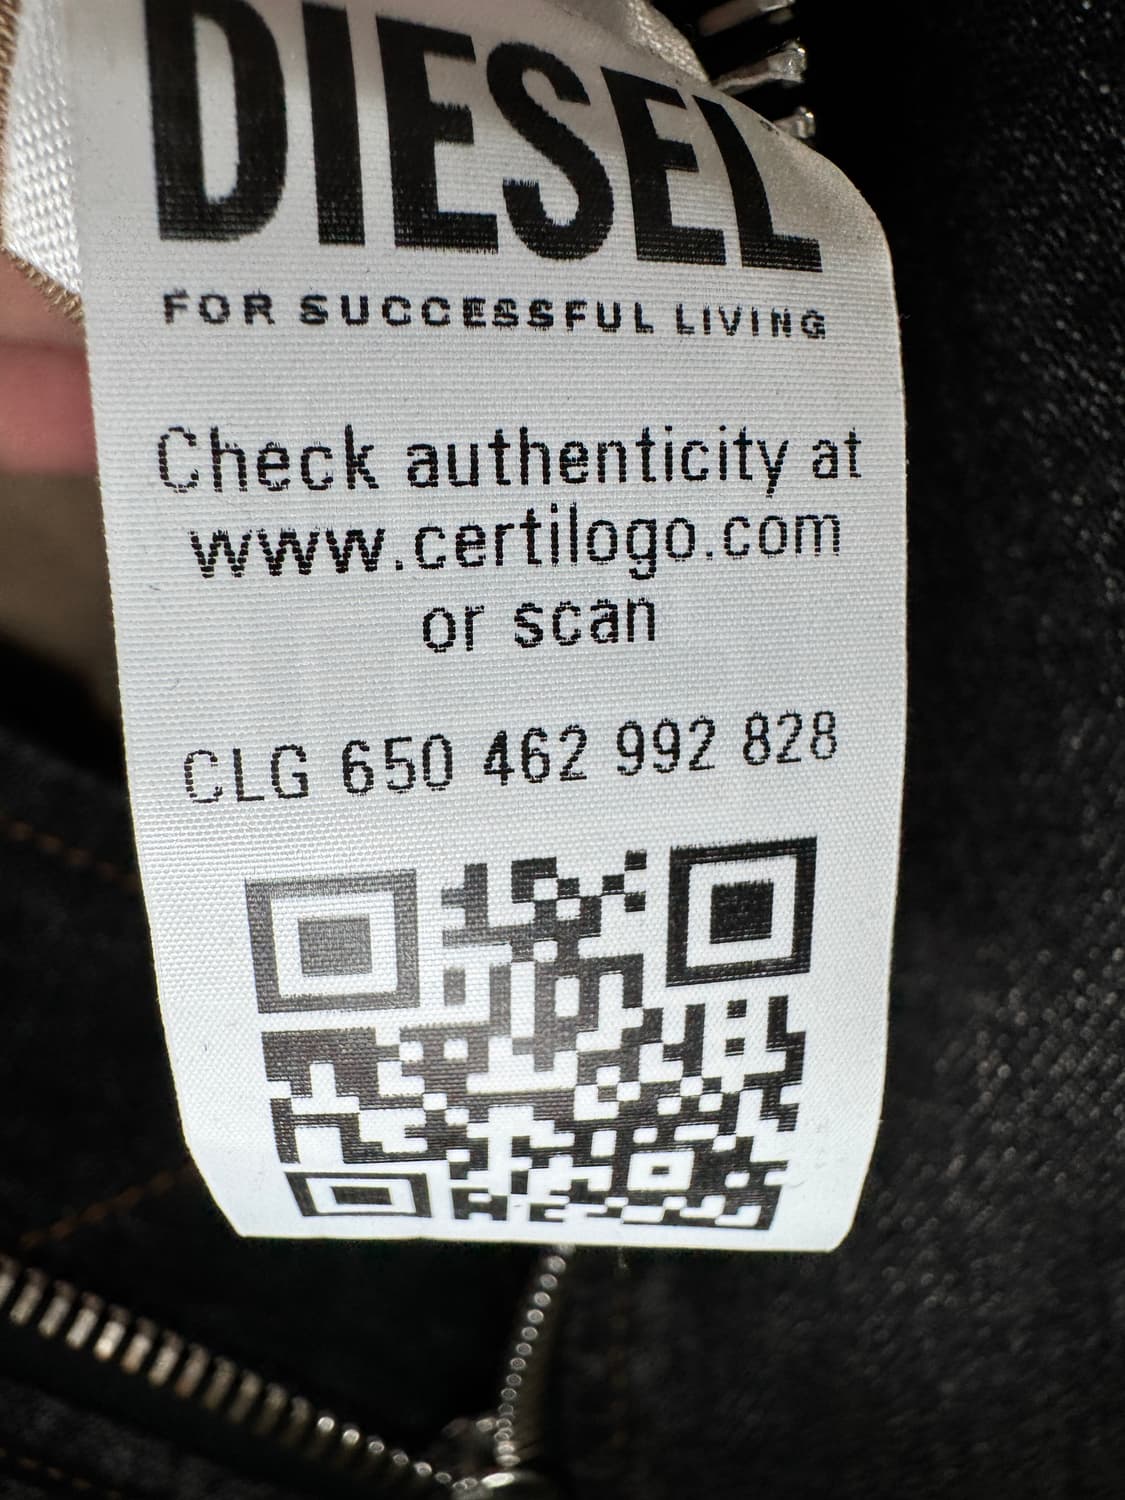 DIESEL
FOR SUCCESSFUL LIVING
Check authenticity at
www.certilogo.com
or scan
CLG 650 462 992 828